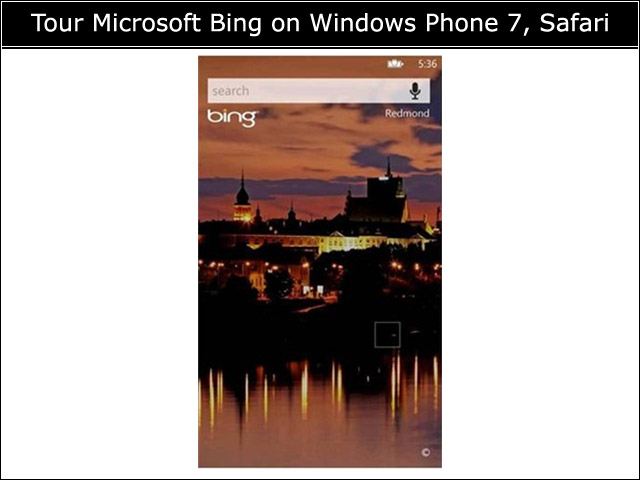 Tour Microsoft Bing on Windows Phone 7, Safari
5:36
search
bing
Redmond
©